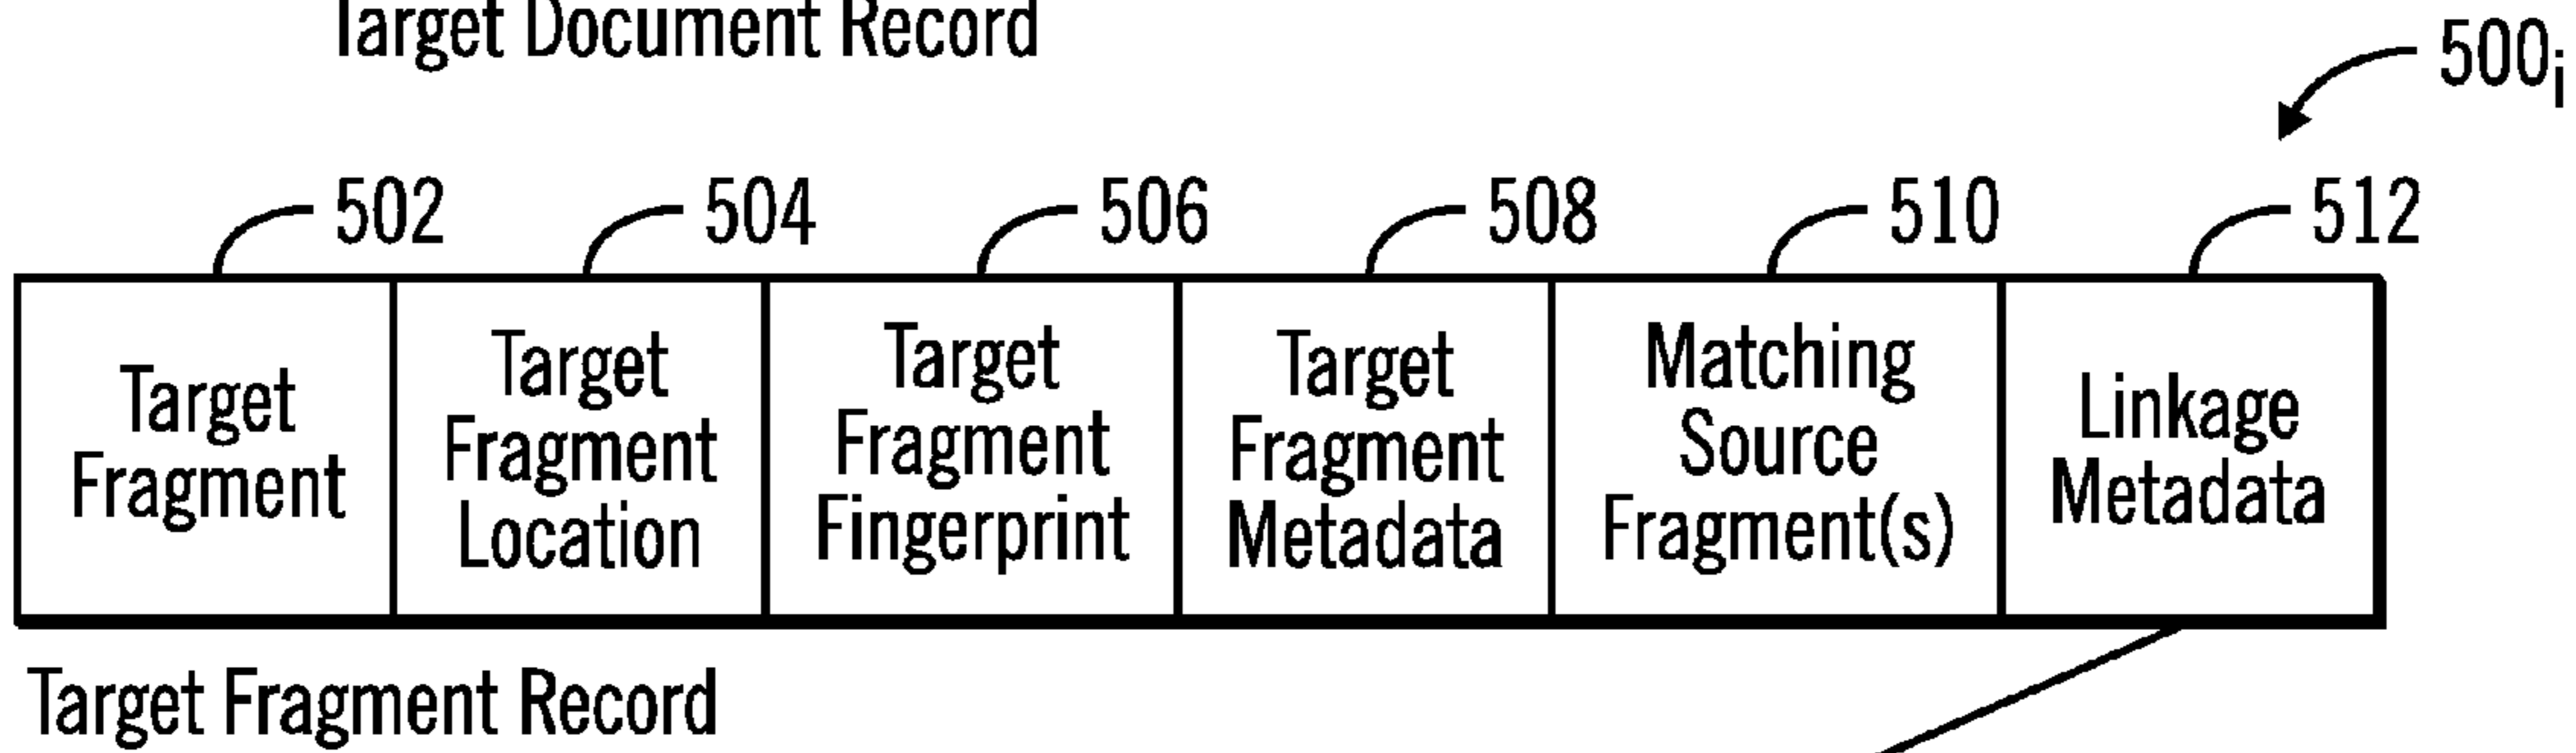 Target Document Record
500i
502 504 506 508 510 512
Target
Fragment
Target
Fragment
Location
Target
Fragment
Fingerprint
Target
Fragment
Metadata
Matching
Source
Fragment(s)
Linkage
Metadata
Target Fragment Record